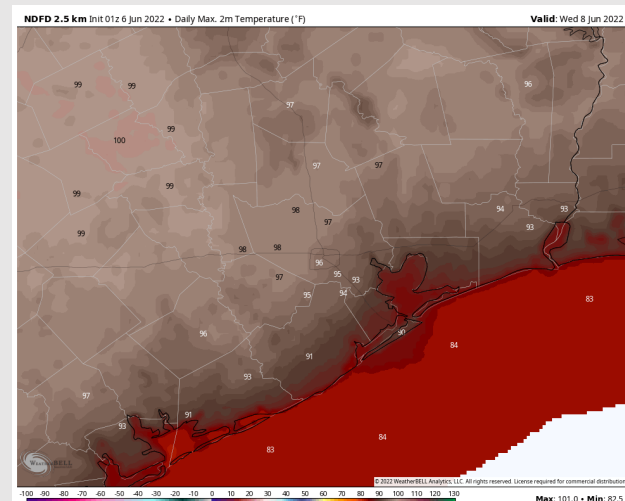 NDFD 2.5 km Init 01z 6 Jun 2022 • Daily Max. 2m Temperature (°F)
Valid: Wed 8 Jun 2022
99 99 96
97
99
100
97 97
99 99
98 94 93
97 93
99
98 98
96
97 95 93
95 94 83
96 90
84
91
93
97
91
93
84
83
WeatherBELL
© 2022 WeatherBELL Analytics, LLC. All rights reserved. License required for commercial distribution
-100 -90 -80 -70 -60 -50 -40 -30 -20 -10 0 10 20 30 40 50 60 70 80 90 100 110 120 130
Max: 101.0 • Min: 82.5